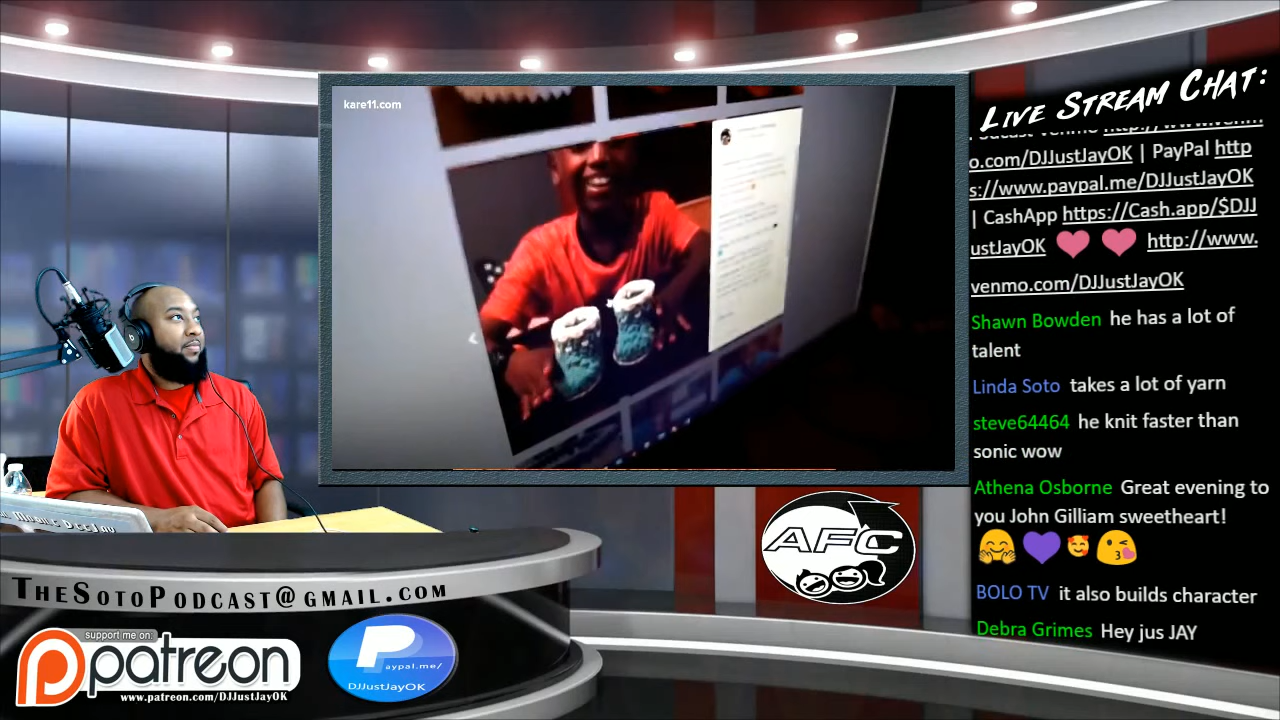 kare11.com
LIVE STREAM CHAT:
o.com/DJJustJayOK | PayPal http
s://www.paypal.me/DJJustJayOK
| CashApp https://Cash.app/$DJJ
ustJayOK http://www.
venmo.com/DJJustJayOK
Shawn Bowden he has a lot of
talent
Linda Soto takes a lot of yarn
steve64464 he knit faster than
sonic wow
Athena Osborne Great evening to
you John Gilliam sweetheart!
BOLO TV it also builds character
Debra Grimes Hey jus JAY
AFC
Mobile DeeJay
TheSotoPodcast@gmail.com
support me on:
patreon
www.patreon.com/DJJustJayOK
Paypal.me/
DJJustJayOK